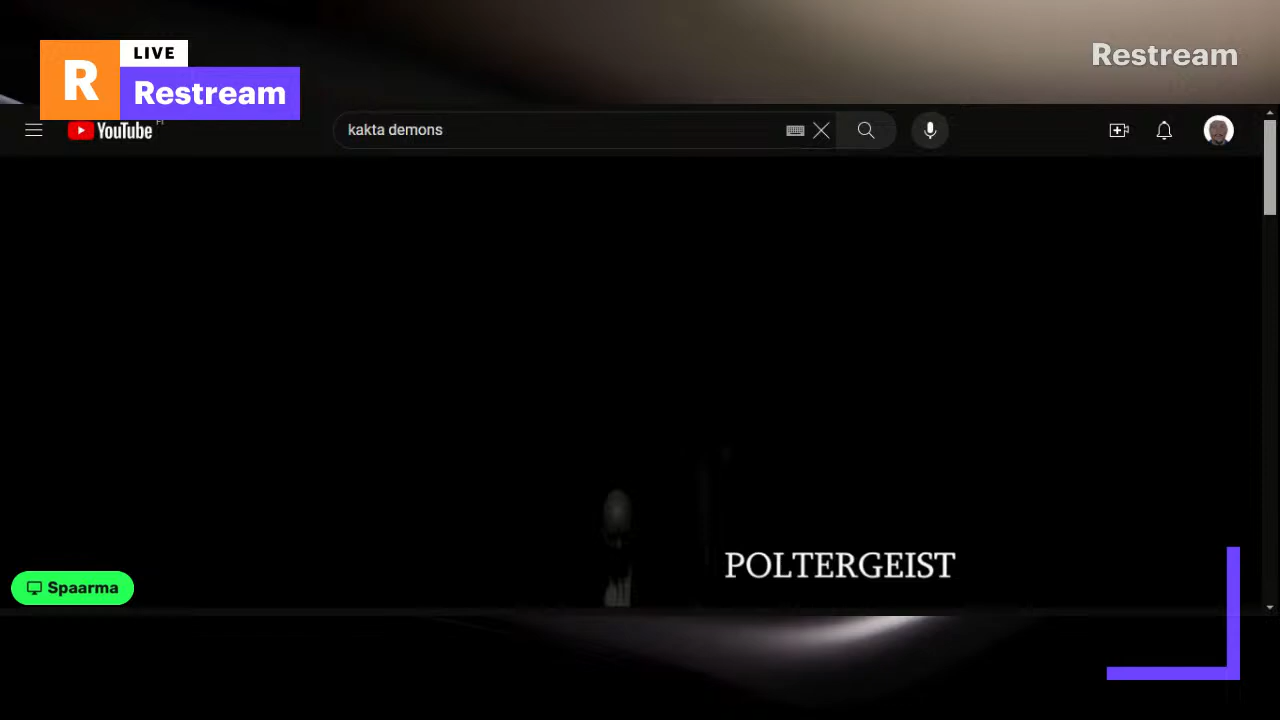 R
LIVE
Restream
Restream
YouTube
FI
kakta demons
POLTERGEIST
Spaarma